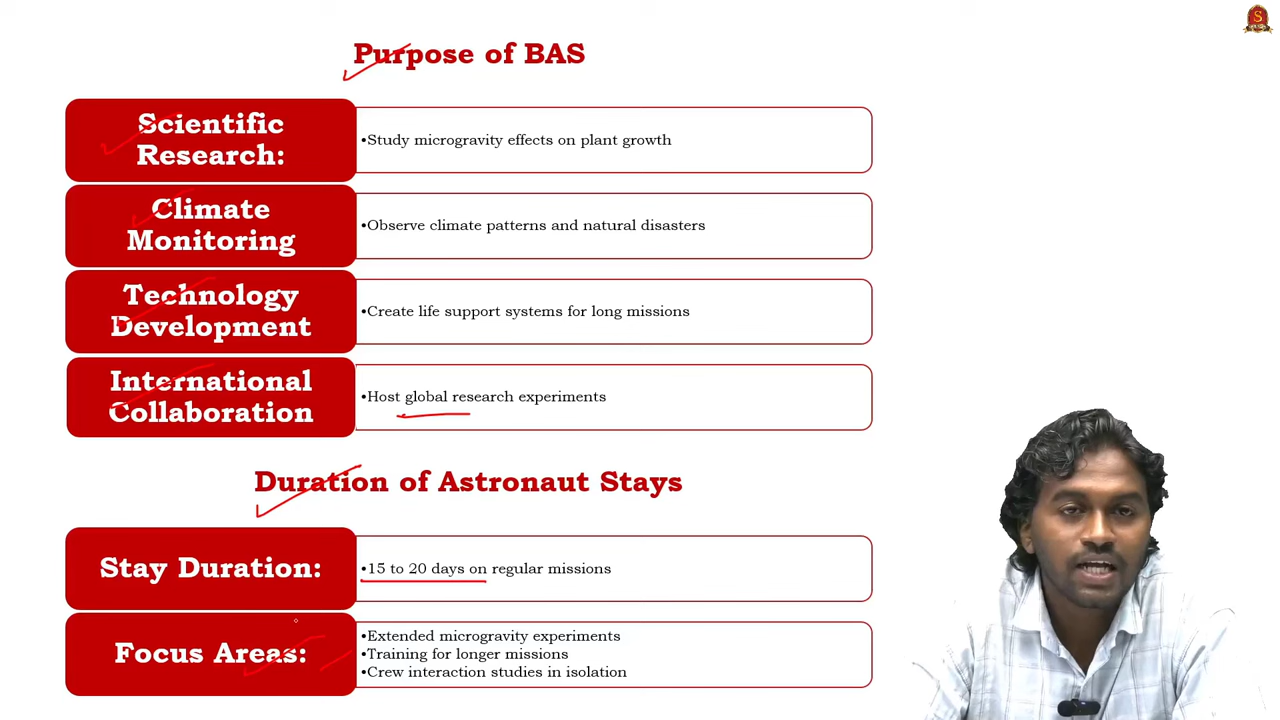 Purpose of BAS
Scientific
Research:
•Study microgravity effects on plant growth
Climate
Monitoring
•Observe climate patterns and natural disasters
Technology
Development
•Create life support systems for long missions
International
Collaboration
•Host global research experiments
Duration of Astronaut Stays
Stay Duration:
•15 to 20 days on regular missions
Focus Areas:
•Extended microgravity experiments
•Training for longer missions
•Crew interaction studies in isolation
S